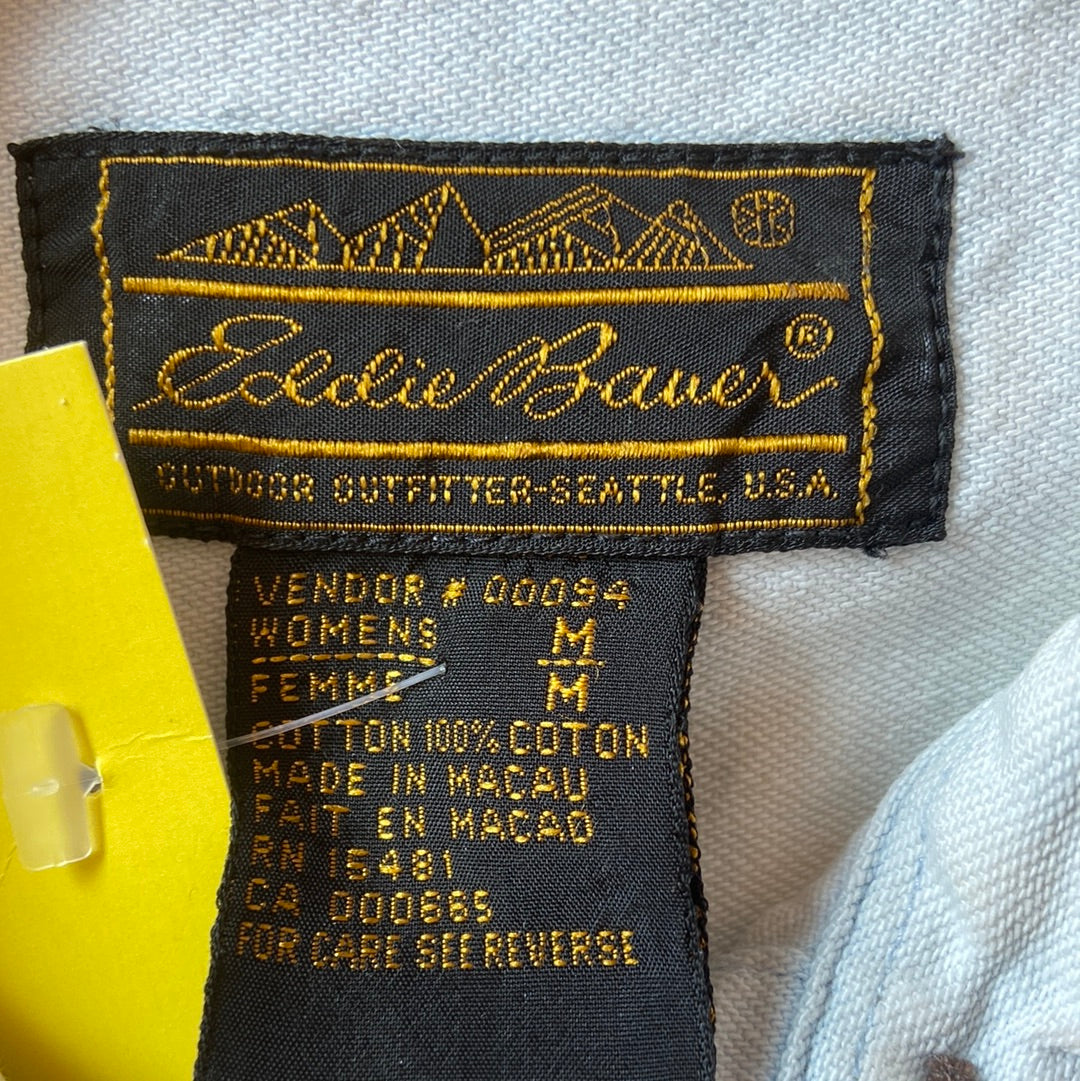 Eddie Bauer®
OUTDOOR OUTFITTER-SEATTLE, U.S.A.
VENDOR # 00094
WOMENS M
FEMME M
COTTON 100% COTON
MADE IN MACAU
FAIT EN MACAO
RN 15481
CA 000665
FOR CARE SEE REVERSE